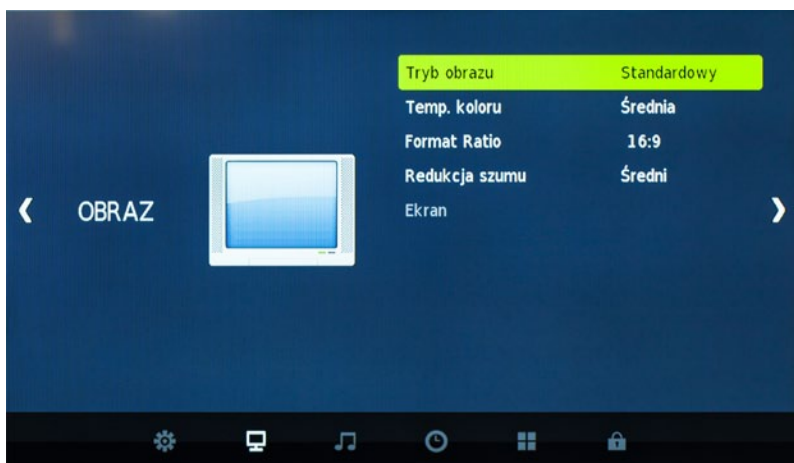 Tryb obrazu Standardowy
Temp. koloru Średnia
Format Ratio 16:9
Redukcja szumu Średni
OBRAZ
Ekran